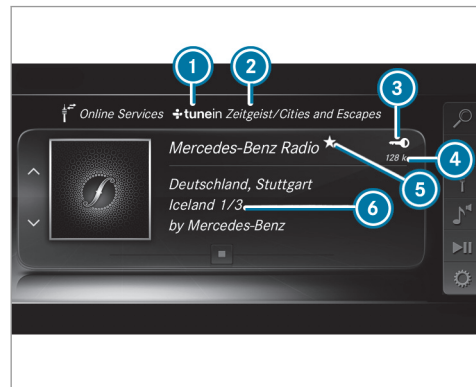 1 2 3
Online Services tunein Zeitgeist/Cities and Escapes
Mercedes-Benz Radio
128 k
4
5
Deutschland, Stuttgart
Iceland 1/3
6
by Mercedes-Benz